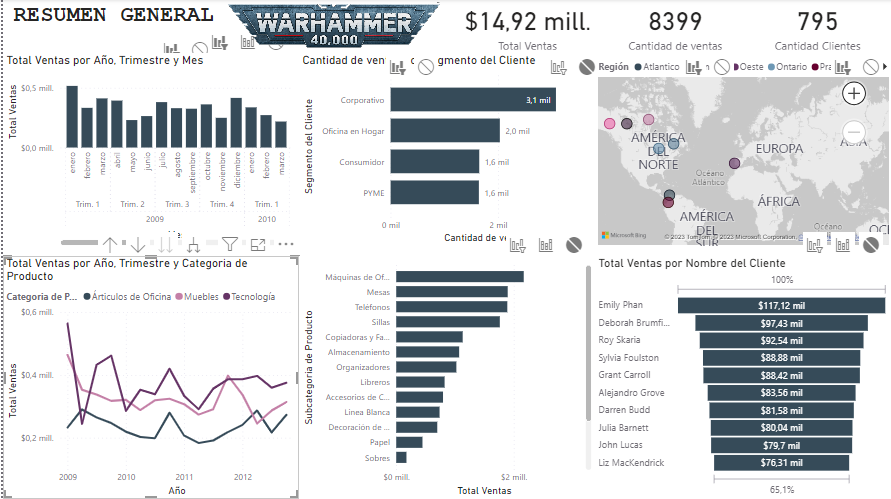 RESUMEN GENERAL
WARHAMMER
40,000
$14,92 mill.
Total Ventas
8399
Cantidad de ventas
795
Cantidad Clientes
Total Ventas por Año, Trimestre y Mes
Total Ventas
$0,5 mill.
$0,0 mill.
enero
febrero
marzo
abril
mayo
junio
julio
agosto
septiembre
octubre
noviembre
diciembre
enero
febrero
marzo
Trim. 1
Trim. 2
Trim. 3
Trim. 4
Trim. 1
2009
2010
Cantidad de ven
gmento del Cliente
Segmento del Cliente
Corporativo
3,1 mil
Oficina en Hogar
2,0 mil
Consumidor
1,6 mil
PYME
1,6 mil
0 mil
2 mil
Cantidad de v
Región
Atlantico
n
Oeste
Ontario
Pra
AMÉRICA
DEL
NORTE
EUROPA
ASIA
Océano
Atlántico
ÁFRICA
AMÉRICA
DEL
SUR
Océano
Microsoft Bing
© 2023 TomTom, © 2023 Microsoft Corporation,
Total Ventas por Año, Trimestre y Categoria de
Producto
Categoria de P...
Árticulos de Oficina
Muebles
Tecnología
Total Ventas
$0,6 mill.
$0,4 mill.
$0,2 mill.
2009
2010
2011
2012
Año
Subcategoria de Producto
Máquinas de Of...
Mesas
Teléfonos
Sillas
Copiadoras y Fa...
Almacenamiento
Organizadores
Libreros
Accesorios de C...
Linea Blanca
Decoración de ...
Papel
Sobres
$0 mill.
$2 mill.
Total Ventas
Total Ventas por Nombre del Cliente
100%
Emily Phan
$117,12 mil
Deborah Brumfi...
$97,43 mil
Roy Skaria
$92,54 mil
Sylvia Foulston
$88,88 mil
Grant Carroll
$88,42 mil
Alejandro Grove
$83,56 mil
Darren Budd
$81,58 mil
Julia Barnett
$80,04 mil
John Lucas
$79,7 mil
Liz MacKendrick
$76,31 mil
65,1%